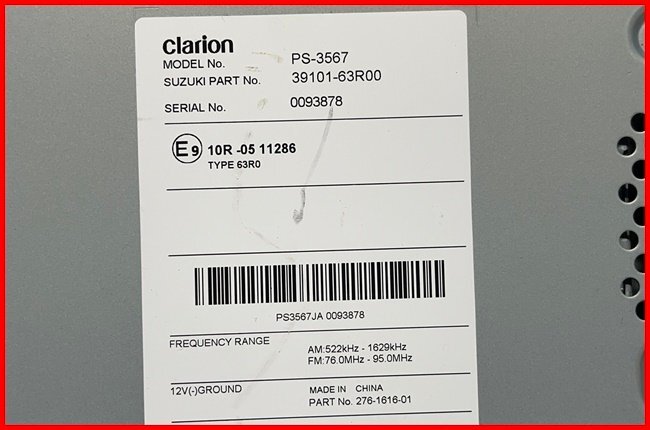 clarion
MODEL No. PS-3567
SUZUKI PART No. 39101-63R00
SERIAL No. 0093878
E9 10R -05 11286
TYPE 63R0
PS3567JA 0093878
FREQUENCY RANGE AM:522kHz - 1629kHz
FM:76.0MHz - 95.0MHz
12V(-)GROUND MADE IN CHINA
PART No. 276-1616-01